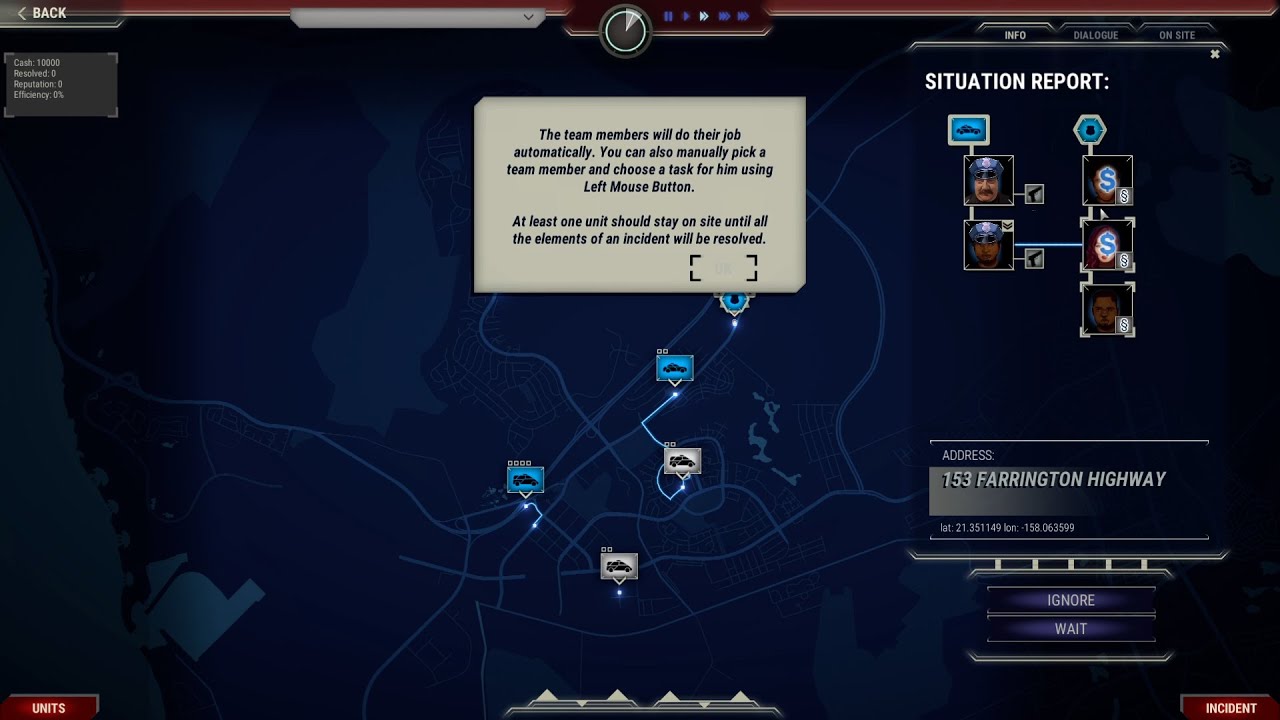 BACK
Cash: 10000
Resolved: 0
Reputation: 0
Efficiency: 0%
The team members will do their job
automatically. You can also manually pick a
team member and choose a task for him using
Left Mouse Button.
At least one unit should stay on site until all
the elements of an incident will be resolved.
OK
INFO
DIALOGUE
ON SITE
SITUATION REPORT:
$
§
$
§
§
ADDRESS:
153 FARRINGTON HIGHWAY
lat: 21.351149 lon: -158.063599
IGNORE
WAIT
UNITS
INCIDENT